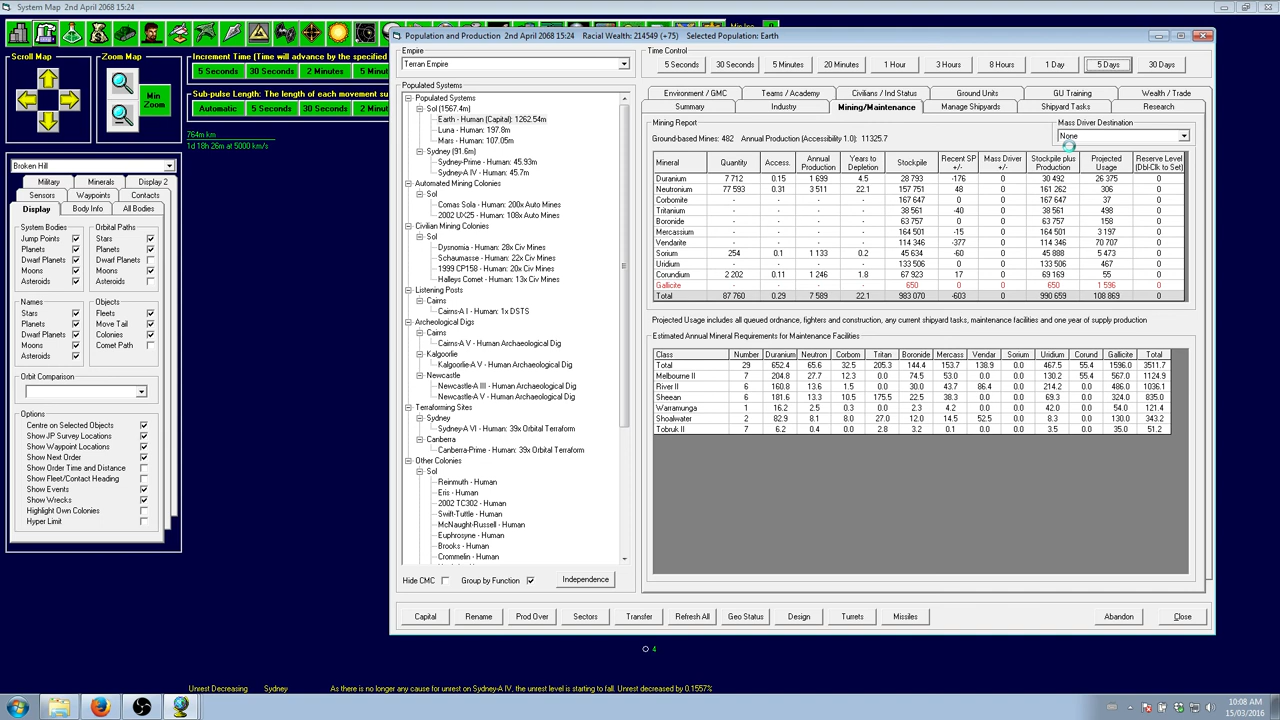 System Map  2nd April 2068 15:24
Scroll Map
Zoom Map
Min Zoom
Increment Time (Time will advance by the specified
5 Seconds 30 Seconds 2 Minutes 5 Minut
Sub-pulse Length: The length of each movement su
Automatic 5 Seconds 30 Seconds 2 Minut
764m km
1d 18h 26m at 5000 km/s
Broken Hill
Military Minerals Display 2
Sensors Waypoints Contacts
Display Body Info All Bodies
System Bodies Orbital Paths
Jump Points Stars
Planets Planets
Dwarf Planets Dwarf Planets
Moons Moons
Asteroids Asteroids
Names Objects
Stars Fleets
Planets Move Tail
Dwarf Planets Colonies
Moons Comet Path
Asteroids
Orbit Comparison
Options
Centre on Selected Objects
Show JP Survey Locations
Show Waypoint Locations
Show Next Order
Show Order Time and Distance
Show Fleet/Contact Heading
Show Events
Show Wrecks
Highlight Own Colonies
Hyper Limit
Population and Production  2nd April 2068 15:24  Racial Wealth: 214549 (+75)  Selected Population: Earth
Empire
Terran Empire
Time Control
5 Seconds 30 Seconds 5 Minutes 20 Minutes 1 Hour 3 Hours 8 Hours 1 Day 5 Days 30 Days
Populated Systems
Populated Systems
Sol (1567.4m)
Earth - Human (Capital): 1262.54m
Luna - Human: 197.8m
Mars - Human: 107.05m
Sydney (91.6m)
Sydney-Prime - Human: 45.93m
Sydney-A IV - Human: 45.7m
Automated Mining Colonies
Sol
Comas Sola - Human: 200x Auto Mines
2002 UX25 - Human: 108x Auto Mines
Civilian Mining Colonies
Sol
Dysnomia - Human: 28x Civ Mines
Schaumasse - Human: 22x Civ Mines
1999 CP158 - Human: 20x Civ Mines
Halleys Comet - Human: 13x Civ Mines
Listening Posts
Cairns
Cairns-A I - Human: 1x DSTS
Archeological Digs
Cairns
Cairns-A V - Human Archaeological Dig
Kalgoorlie
Kalgoorlie-A V - Human Archaeological Dig
Newcastle
Newcastle-A III - Human Archaeological Dig
Newcastle-A V - Human Archaeological Dig
Terraforming Sites
Sydney
Sydney-A VI - Human: 39x Orbital Terraform
Canberra
Canberra-Prime - Human: 39x Orbital Terraform
Other Colonies
Sol
Reinmuth - Human
Eris - Human
2002 TC302 - Human
Swift-Tuttle - Human
McNaught-Russell - Human
Euphrosyne - Human
Brooks - Human
Crommelin - Human
Hide CMC Group by Function Independence
Environment / GMC Teams / Academy Civilians / Ind Status Ground Units GU Training Wealth / Trade
Summary Industry Mining/Maintenance Manage Shipyards Shipyard Tasks Research
Mining Report
Mass Driver Destination
Ground-based Mines: 482  Annual Production (Accessibility 1.0): 11325.7
None
Mineral Quantity Access. Annual Production Years to Depletion Stockpile Recent SP +/- Mass Driver +/- Stockpile plus Production Projected Usage Reserve Level (Dbl-Clk to Set)
Duranium 7 712 0.15 1 699 4.5 28 793 -176 0 30 492 26 375 0
Neutronium 77 593 0.31 3 511 22.1 157 751 48 0 161 262 306 0
Corbomite - - - - 167 647 0 0 167 647 37 0
Tritanium - - - - 38 561 -40 0 38 561 498 0
Boronide - - - - 63 757 0 0 63 757 158 0
Mercassium - - - - 164 501 -15 0 164 501 3 197 0
Vendarite - - - - 114 346 -377 0 114 346 70 707 0
Sorium 254 0.1 1 133 0.2 45 634 -60 0 45 888 5 473 0
Uridium - - - - 133 506 0 0 133 506 467 0
Corundium 2 202 0.11 1 246 1.8 67 923 17 0 69 169 55 0
Gallicite - - - - 650 0 0 650 1 596 0
Total 87 760 0.29 7 589 22.1 983 070 -603 0 990 659 108 869 0
Projected Usage includes all queued ordnance, fighters and construction, any current shipyard tasks, maintenance facilities and one year of supply production
Estimated Annual Mineral Requirements for Maintenance Facilities
Class Number Duranium Neutron Corbom Tritan Boronide Mercass Vendar Sorium Uridium Corund Gallicite Total
Total 29 652.4 65.6 32.5 205.3 144.4 153.7 138.9 0.0 467.5 55.4 1596.0 3511.7
Melbourne II 7 204.8 27.7 12.3 0.0 74.5 53.0 0.0 0.0 130.2 55.4 567.0 1124.9
River II 6 160.8 13.6 1.5 0.0 30.0 43.7 86.4 0.0 214.2 0.0 486.0 1036.1
Sheean 6 181.6 13.3 10.5 175.5 22.5 38.3 0.0 0.0 69.3 0.0 324.0 835.0
Warramunga 1 16.2 2.5 0.3 0.0 2.3 4.2 0.0 0.0 42.0 0.0 54.0 121.4
Shoalwater 2 82.9 8.1 8.0 27.0 12.0 14.5 52.5 0.0 8.3 0.0 130.0 343.2
Tobruk II 7 6.2 0.4 0.0 2.8 3.2 0.1 0.0 0.0 3.5 0.0 35.0 51.2
Capital Rename Prod Over Sectors Transfer Refresh All Geo Status Design Turrets Missiles Abandon Close
4
Unrest Decreasing Sydney As there is no longer any cause for unrest on Sydney-A IV, the unrest level is starting to fall. Unrest decreased by 0.1557%
10:08 AM
15/03/2016